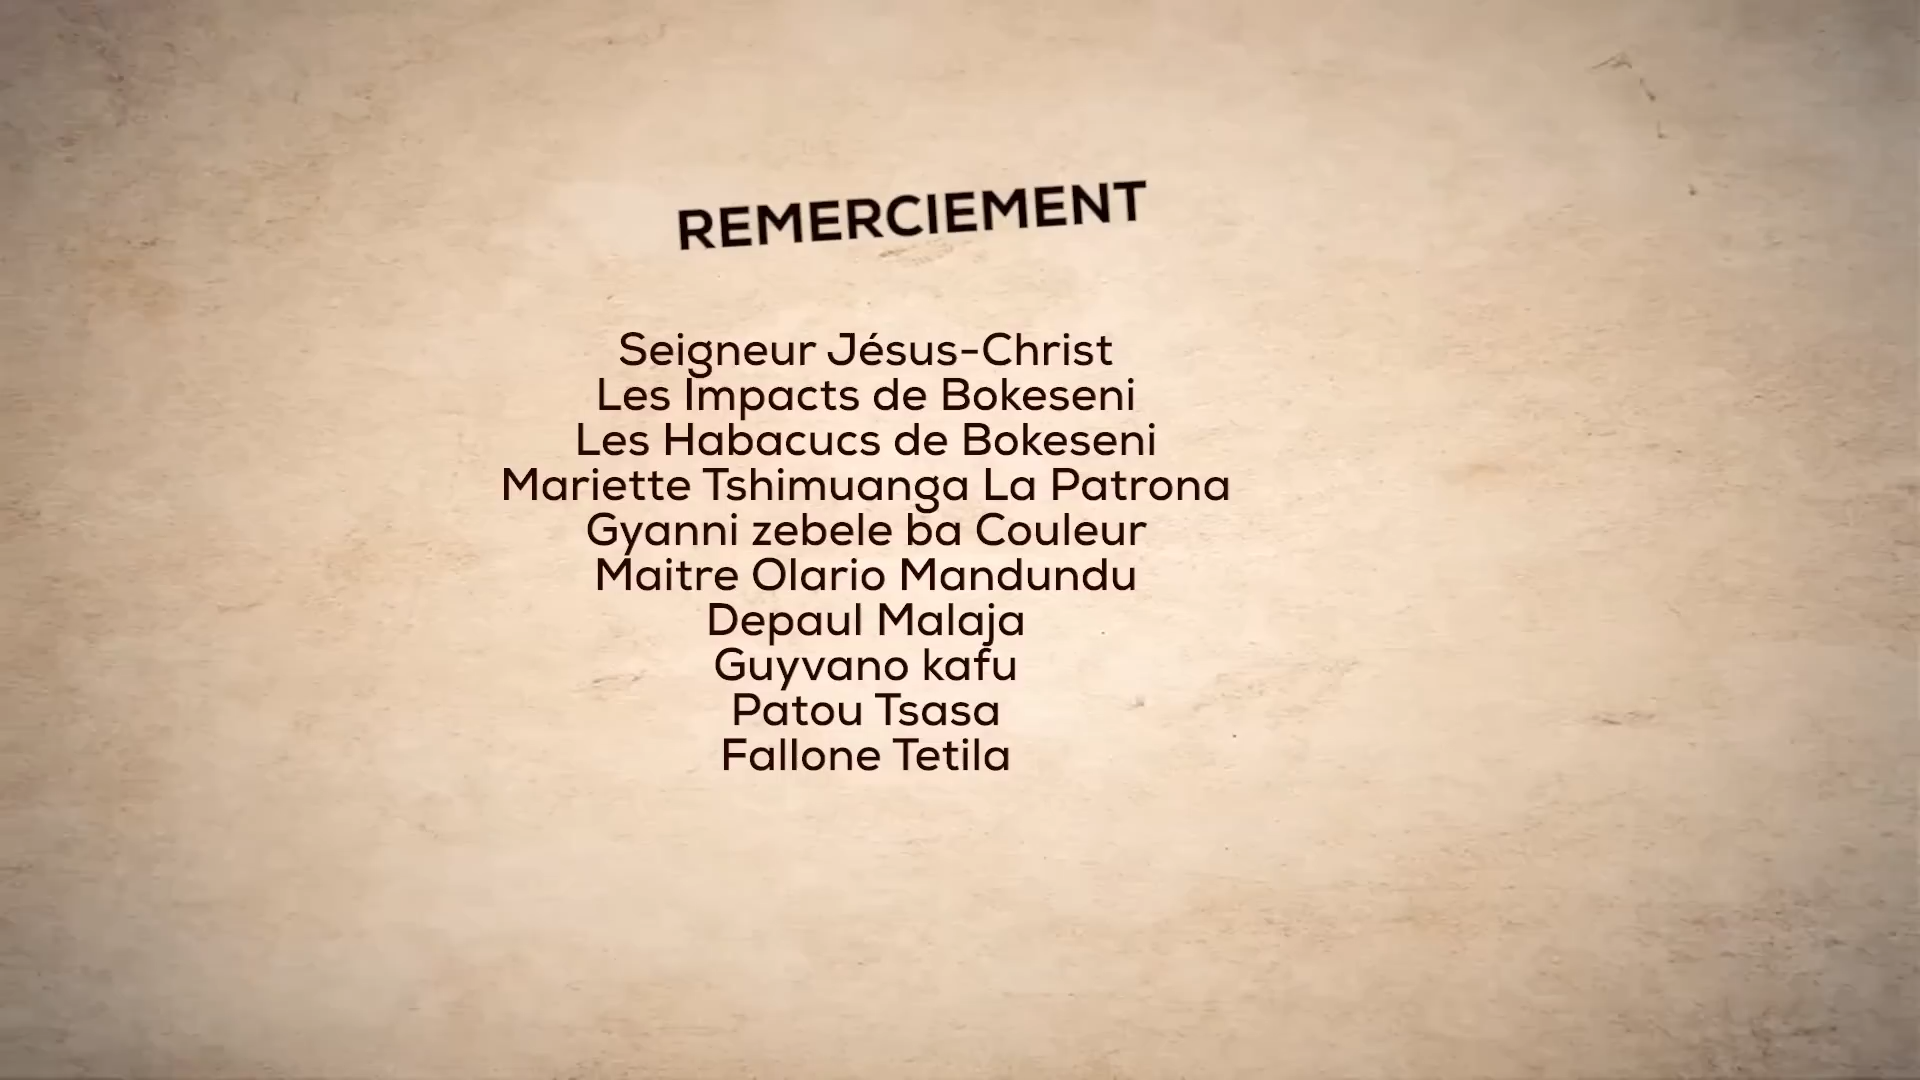 REMERCIEMENT
Seigneur Jésus-Christ
Les Impacts de Bokeseni
Les Habacucs de Bokeseni
Mariette Tshimuanga La Patrona
Gyanni zebele ba Couleur
Maitre Olario Mandundu
Depaul Malaja
Guyvano kafu
Patou Tsasa
Fallone Tetila